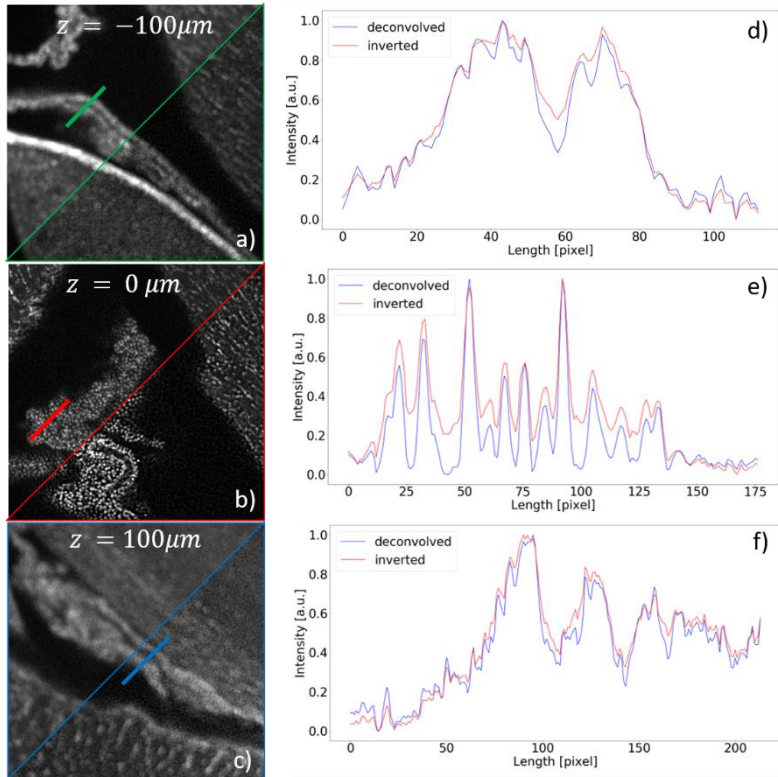 z = −100μm
a)
d)
deconvolved
inverted
Intensity [a.u.]
1.0
0.8
0.6
0.4
0.2
0.0
0 20 40 60 80 100
Length [pixel]
z = 0 μm
b)
e)
deconvolved
inverted
Intensity [a.u.]
1.0
0.8
0.6
0.4
0.2
0.0
0 25 50 75 100 125 150 175
Length [pixel]
z = 100μm
c)
f)
deconvolved
inverted
Intensity [a.u.]
1.0
0.8
0.6
0.4
0.2
0.0
0 50 100 150 200
Length [pixel]